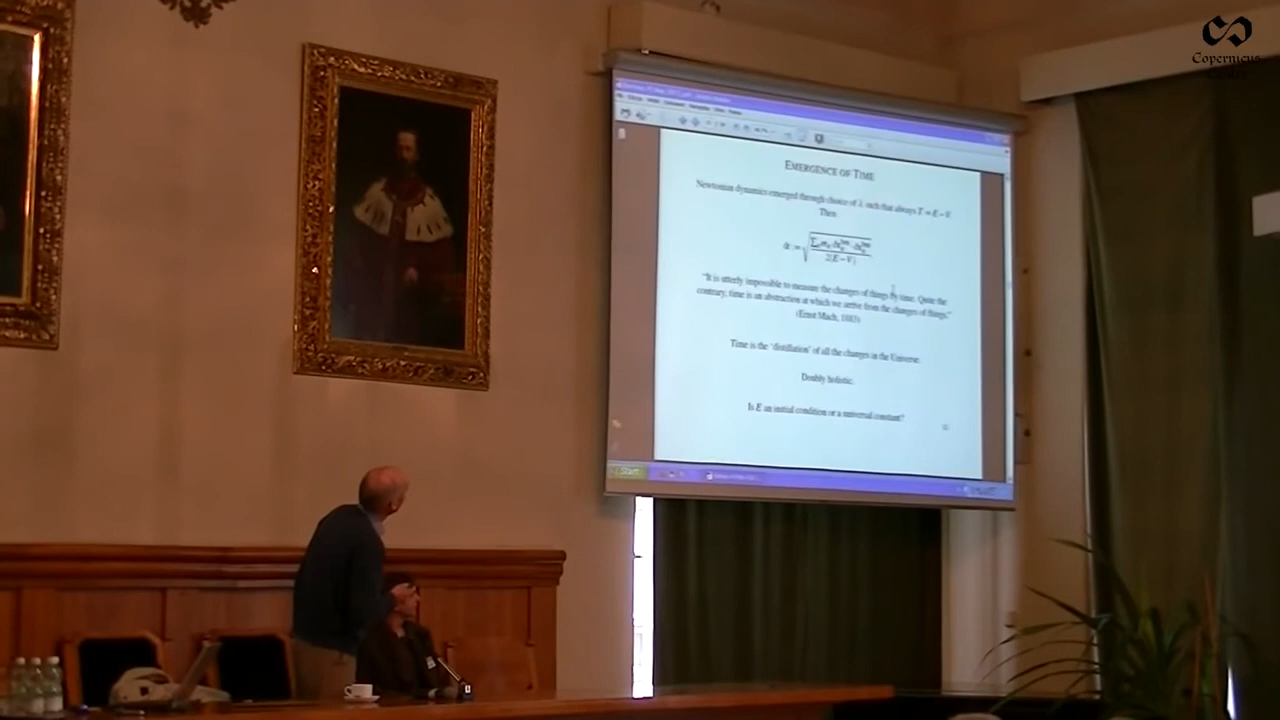 Copernicus
Center
EMERGENCE OF TIME
Newtonian dynamics emerged through choice of λ such that always T = E − V.
Then
2(E − V)
"It is utterly impossible to measure the changes of things by time. Quite the
contrary, time is an abstraction at which we arrive from the changes of things."
(Ernst Mach, 1883)
Time is the 'distillation' of all the changes in the Universe.
Doubly holistic.
Is E an initial condition or a universal constant?
Start